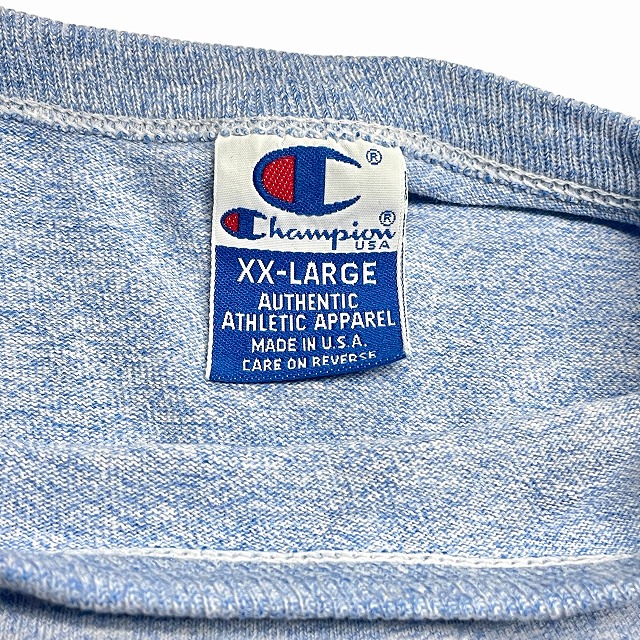 ®
Champion®
USA
XX-LARGE
AUTHENTIC
ATHLETIC APPAREL
MADE IN U.S.A.
CARE ON REVERSE